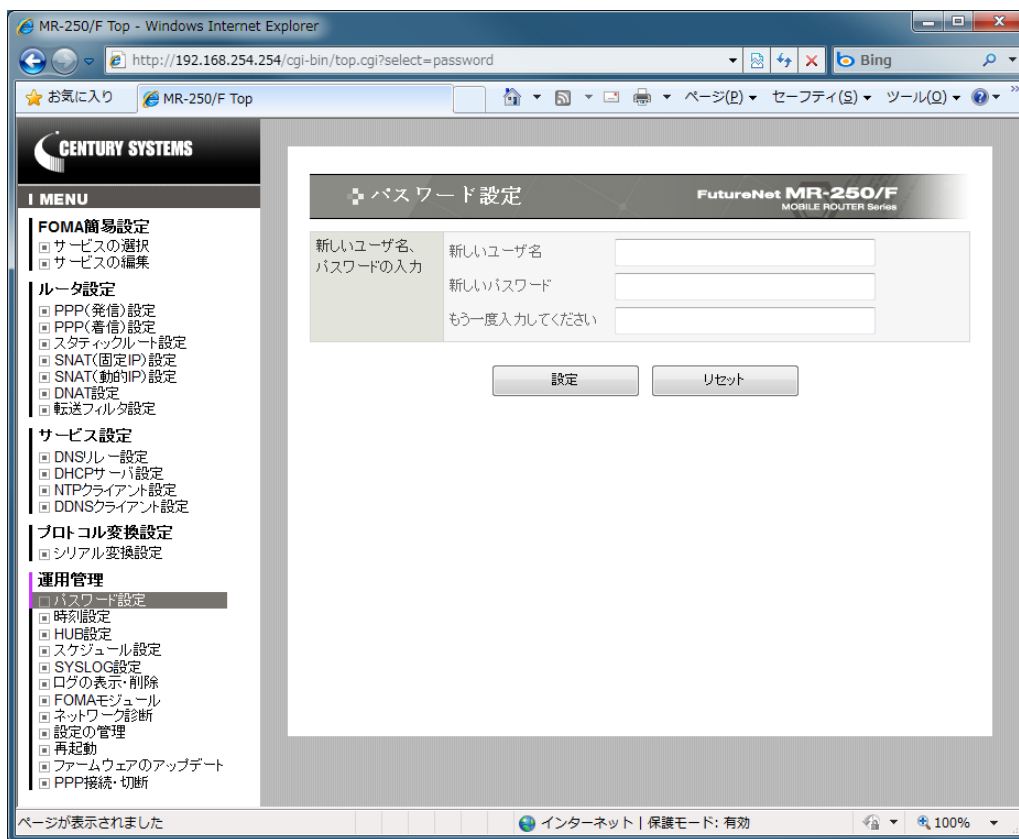 MR-250/F Top - Windows Internet Explorer
http://192.168.254.254/cgi-bin/top.cgi?select=password
Bing
お気に入り
MR-250/F Top
ページ(P)
セーフティ(S)
ツール(O)
CENTURY SYSTEMS
MENU
FOMA簡易設定
サービスの選択
サービスの編集
ルータ設定
PPP(発信)設定
PPP(着信)設定
スタティックルート設定
SNAT(固定IP)設定
SNAT(動的IP)設定
DNAT設定
転送フィルタ設定
サービス設定
DNSリレー設定
DHCPサーバ設定
NTPクライアント設定
DDNSクライアント設定
プロトコル変換設定
シリアル変換設定
運用管理
パスワード設定
時刻設定
HUB設定
スケジュール設定
SYSLOG設定
ログの表示・削除
FOMAモジュール
ネットワーク診断
設定の管理
再起動
ファームウェアのアップデート
PPP接続・切断
パスワード設定
FutureNet MR-250/F
MOBILE ROUTER Series
新しいユーザ名、
パスワードの入力
新しいユーザ名
新しいパスワード
もう一度入力してください
設定
リセット
ページが表示されました
インターネット | 保護モード: 有効
100%